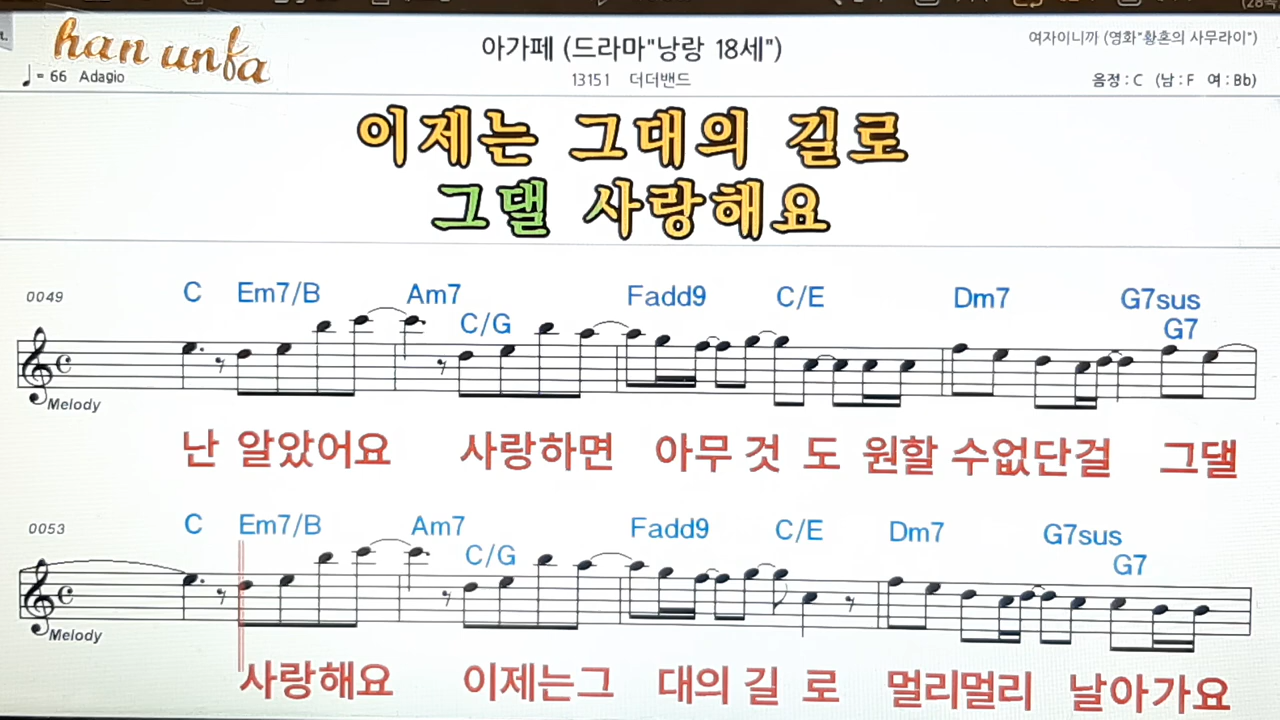 han unfa
♩= 66 Adagio
아가페 (드라마"낭랑 18세")
13151 더더밴드
여자이니까 (영화"황혼의 사무라이")
음정 : C (남 : F 여 : Bb)
이제는 그대의 길로
그댈 사랑해요
0049
C Em7/B Am7 C/G Fadd9 C/E Dm7 G7sus G7
Melody
난 알았어요 사랑하면 아무 것 도 원할 수없단걸 그댈
0053
C Em7/B Am7 C/G Fadd9 C/E Dm7 G7sus G7
Melody
사랑해요 이제는그 대의 길 로 멀리멀리 날아가요